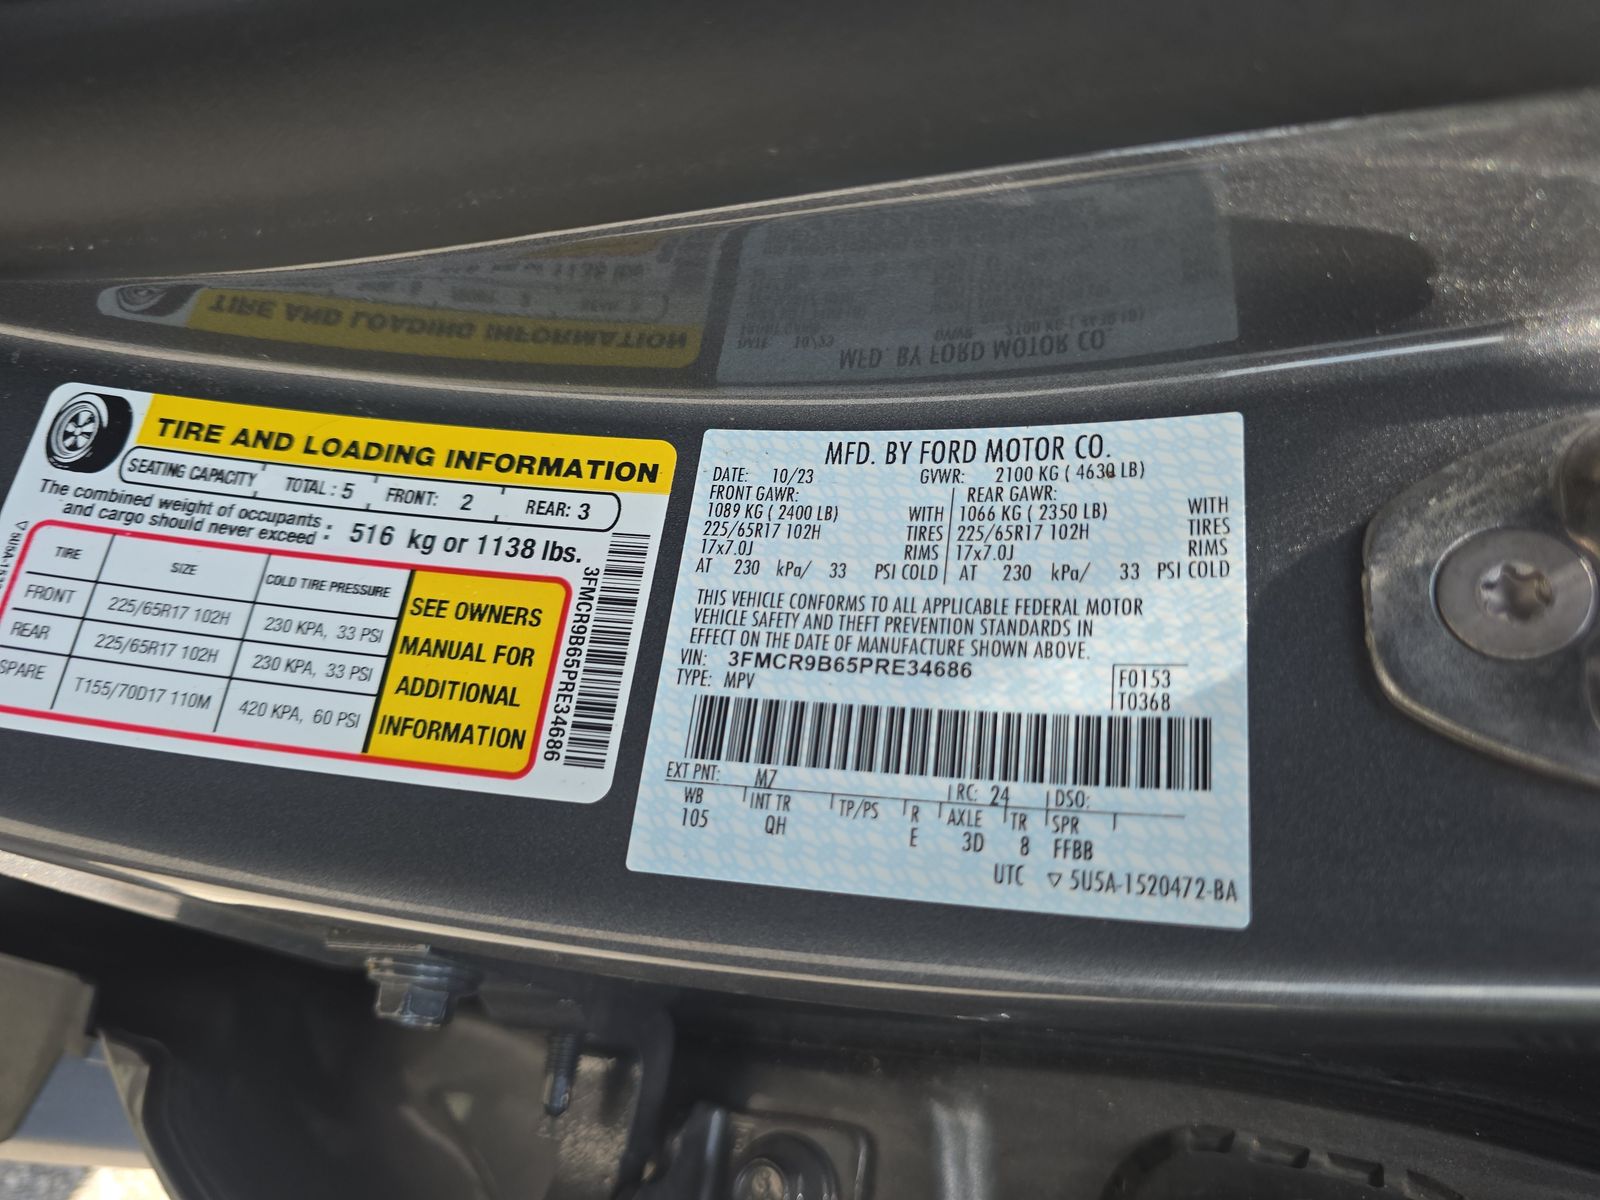 TIRE AND LOADING INFORMATION
SEATING CAPACITY TOTAL : 5 FRONT: 2 REAR: 3
The combined weight of occupants
and cargo should never exceed : 516 kg or 1138 lbs.
TIRE SIZE COLD TIRE PRESSURE
FRONT 225/65R17 102H 230 KPA, 33 PSI
REAR 225/65R17 102H 230 KPA, 33 PSI
SPARE T155/70D17 110M 420 KPA, 60 PSI
SEE OWNERS
MANUAL FOR
ADDITIONAL
INFORMATION
3FMCR9B65PRE34686
MFD. BY FORD MOTOR CO.
DATE: 10/23 GVWR: 2100 KG ( 4630 LB)
FRONT GAWR: REAR GAWR:
1089 KG ( 2400 LB) WITH 1066 KG ( 2350 LB) WITH
225/65R17 102H TIRES 225/65R17 102H TIRES
17x7.0J RIMS 17x7.0J RIMS
AT 230 kPa/ 33 PSI COLD AT 230 kPa/ 33 PSI COLD
THIS VEHICLE CONFORMS TO ALL APPLICABLE FEDERAL MOTOR
VEHICLE SAFETY AND THEFT PREVENTION STANDARDS IN
EFFECT ON THE DATE OF MANUFACTURE SHOWN ABOVE.
VIN: 3FMCR9B65PRE34686
TYPE: MPV
F0153
T0368
EXT PNT: M7 RC: 24 DSO:
WB INT TR TP/PS R AXLE TR SPR
105 QH E 3D 8 FFBB
UTC ▽ 5U5A-1520472-BA